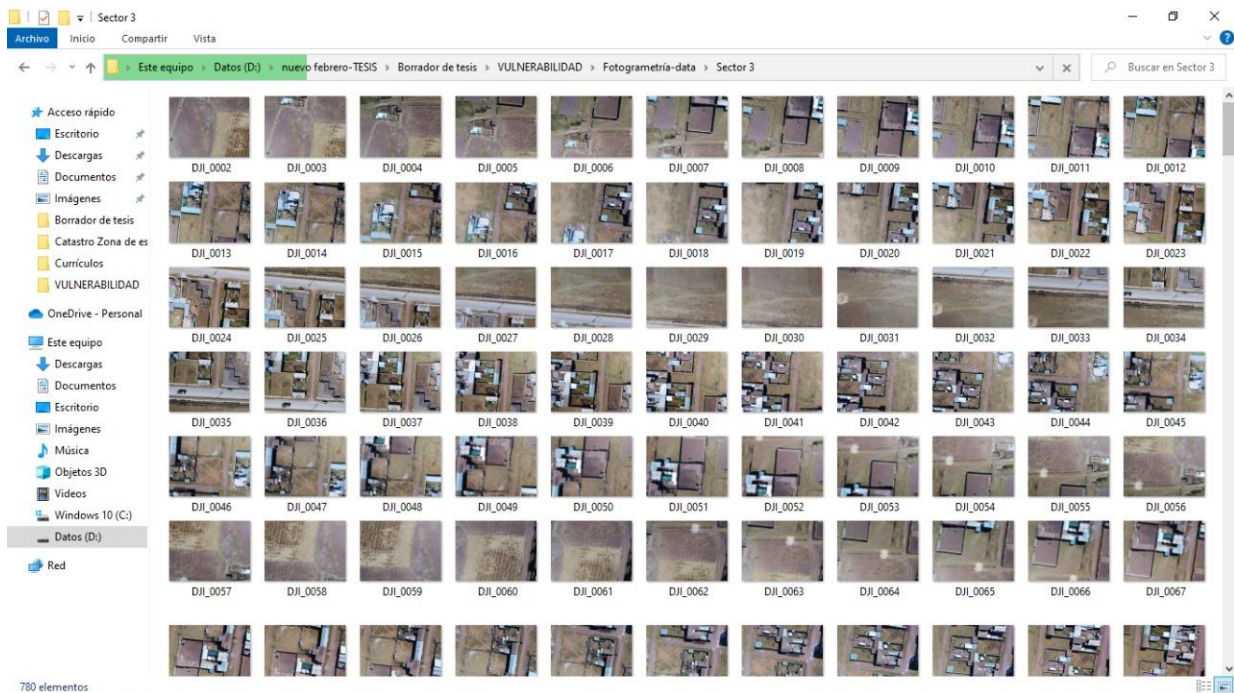 Sector 3
Archivo Inicio Compartir Vista
Este equipo Datos (D:) nuevo febrero-TESIS Borrador de tesis VULNERABILIDAD Fotogrametría-data Sector 3 Buscar en Sector 3
Acceso rápido
Escritorio
Descargas
Documentos
Imágenes
Borrador de tesis
Catastro Zona de es
Currículos
VULNERABILIDAD
OneDrive - Personal
Este equipo
Descargas
Documentos
Escritorio
Imágenes
Música
Objetos 3D
Videos
Windows 10 (C:)
Datos (D:)
Red
DJI_0002 DJI_0003 DJI_0004 DJI_0005 DJI_0006 DJI_0007 DJI_0008 DJI_0009 DJI_0010 DJI_0011 DJI_0012
DJI_0013 DJI_0014 DJI_0015 DJI_0016 DJI_0017 DJI_0018 DJI_0019 DJI_0020 DJI_0021 DJI_0022 DJI_0023
DJI_0024 DJI_0025 DJI_0026 DJI_0027 DJI_0028 DJI_0029 DJI_0030 DJI_0031 DJI_0032 DJI_0033 DJI_0034
DJI_0035 DJI_0036 DJI_0037 DJI_0038 DJI_0039 DJI_0040 DJI_0041 DJI_0042 DJI_0043 DJI_0044 DJI_0045
DJI_0046 DJI_0047 DJI_0048 DJI_0049 DJI_0050 DJI_0051 DJI_0052 DJI_0053 DJI_0054 DJI_0055 DJI_0056
DJI_0057 DJI_0058 DJI_0059 DJI_0060 DJI_0061 DJI_0062 DJI_0063 DJI_0064 DJI_0065 DJI_0066 DJI_0067
780 elementos